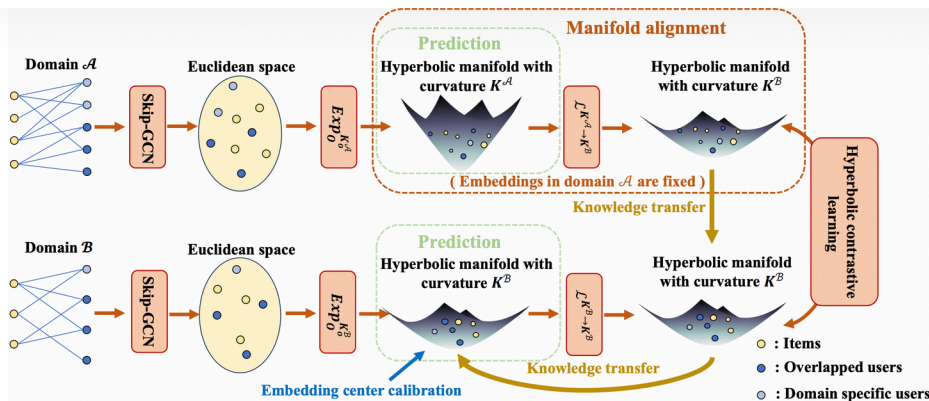 Manifold alignment
Prediction
Domain 𝒜
Euclidean space
Hyperbolic manifold with
curvature K^𝒜
Hyperbolic manifold with
curvature K^ℬ
Skip-GCN
Exp_o^{K^𝒜}
ℒ^{K^𝒜→K^ℬ}
( Embeddings in domain 𝒜 are fixed )
Knowledge transfer
Hyperbolic contrastive
learning
Domain ℬ
Euclidean space
Prediction
Hyperbolic manifold with
curvature K^ℬ
Hyperbolic manifold with
curvature K^ℬ
Skip-GCN
Exp_o^{K^ℬ}
ℒ^{K^ℬ→K^ℬ}
Knowledge transfer
Embedding center calibration
: Items
: Overlapped users
: Domain specific users